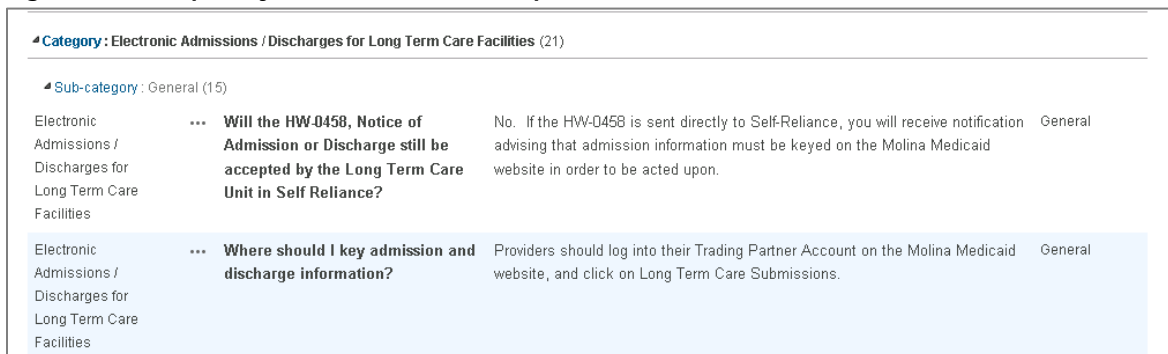 Category : Electronic Admissions / Discharges for Long Term Care Facilities (21)
Sub-category : General (15)
Electronic Admissions / Discharges for Long Term Care Facilities
...
Will the HW-0458, Notice of
Admission or Discharge still be
accepted by the Long Term Care
Unit in Self Reliance?
No. If the HW-0458 is sent directly to Self-Reliance, you will receive notification
advising that admission information must be keyed on the Molina Medicaid
website in order to be acted upon.
General
Electronic
Admissions /
Discharges for
Long Term Care
Facilities
...
Where should I key admission and
discharge information?
Providers should log into their Trading Partner Account on the Molina Medicaid
website, and click on Long Term Care Submissions.
General